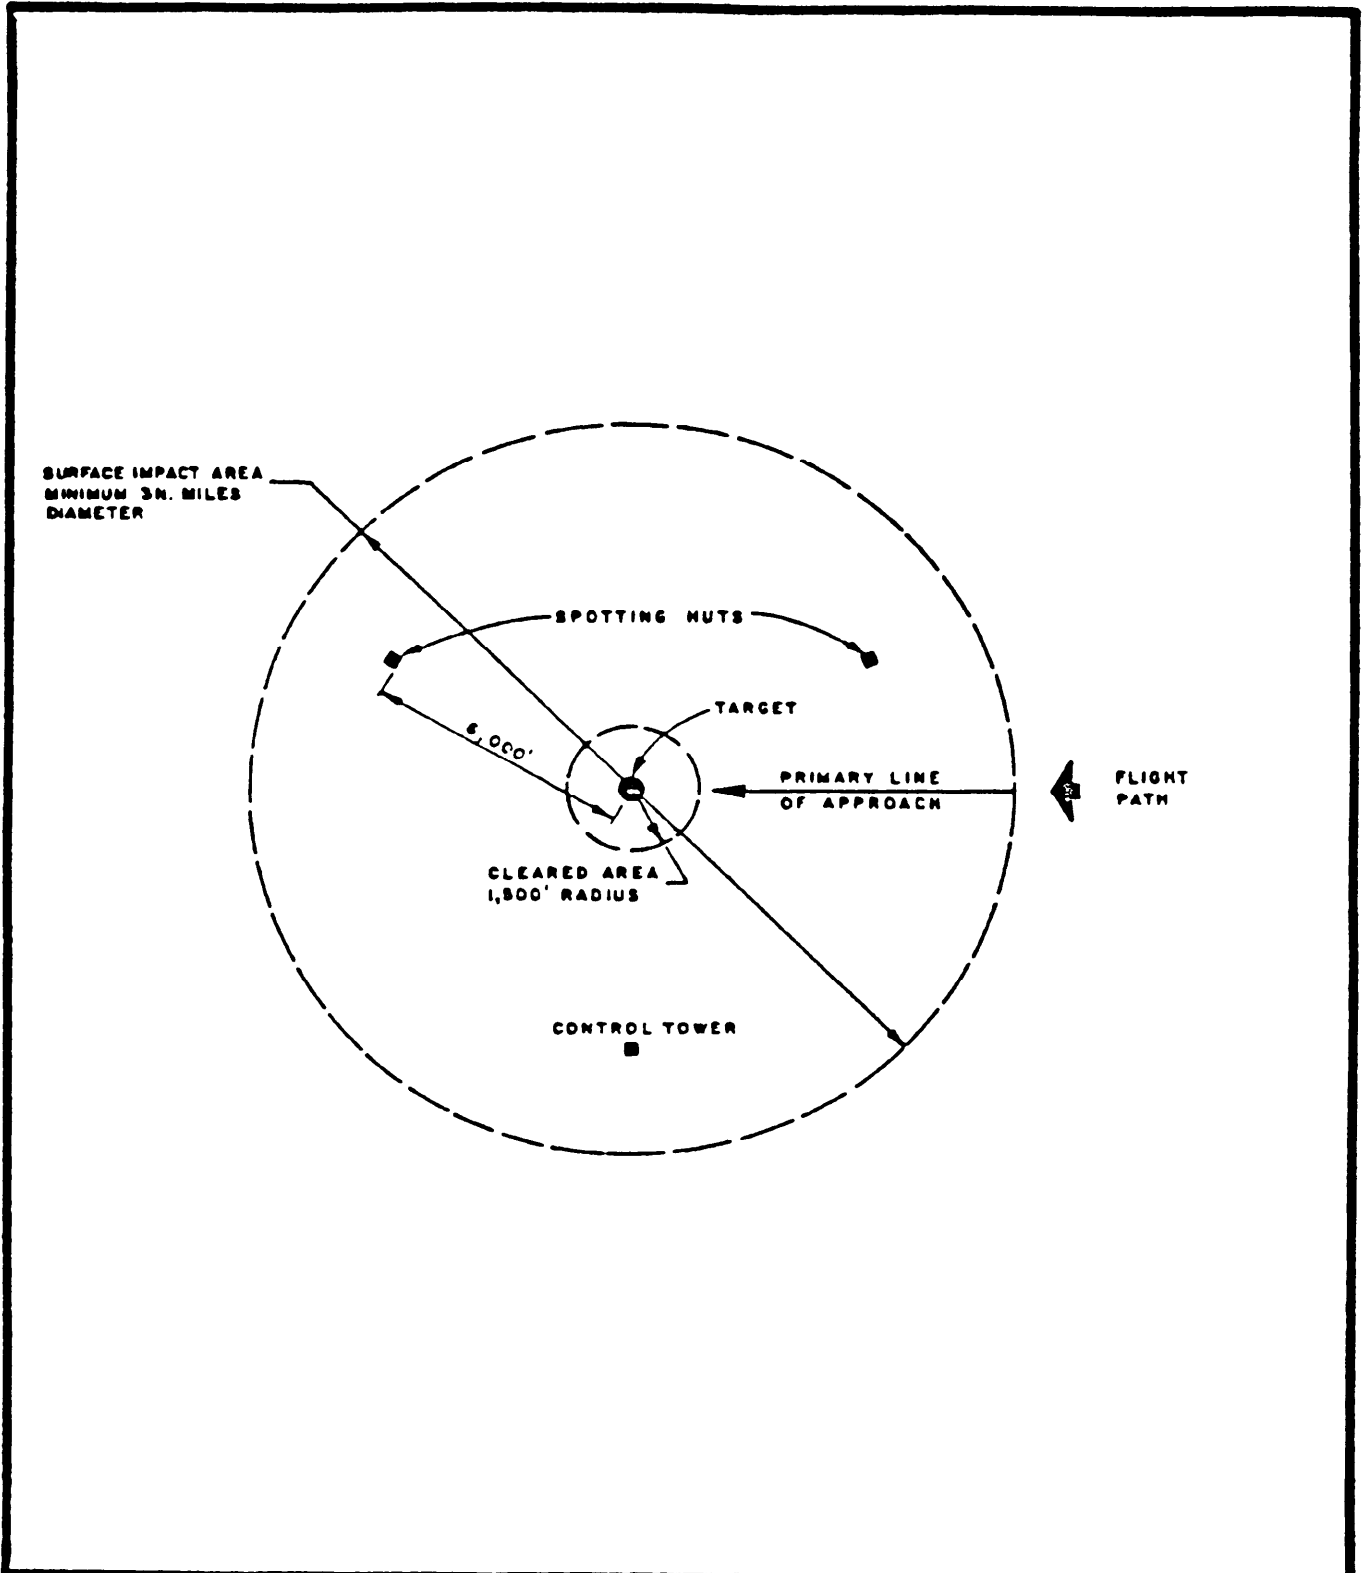 SURFACE IMPACT AREA
MINIMUM 3N. MILES
DIAMETER
SPOTTING HUTS
TARGET
6,000'
PRIMARY LINE
OF APPROACH
FLIGHT
PATH
CLEARED AREA
1,500' RADIUS
CONTROL TOWER